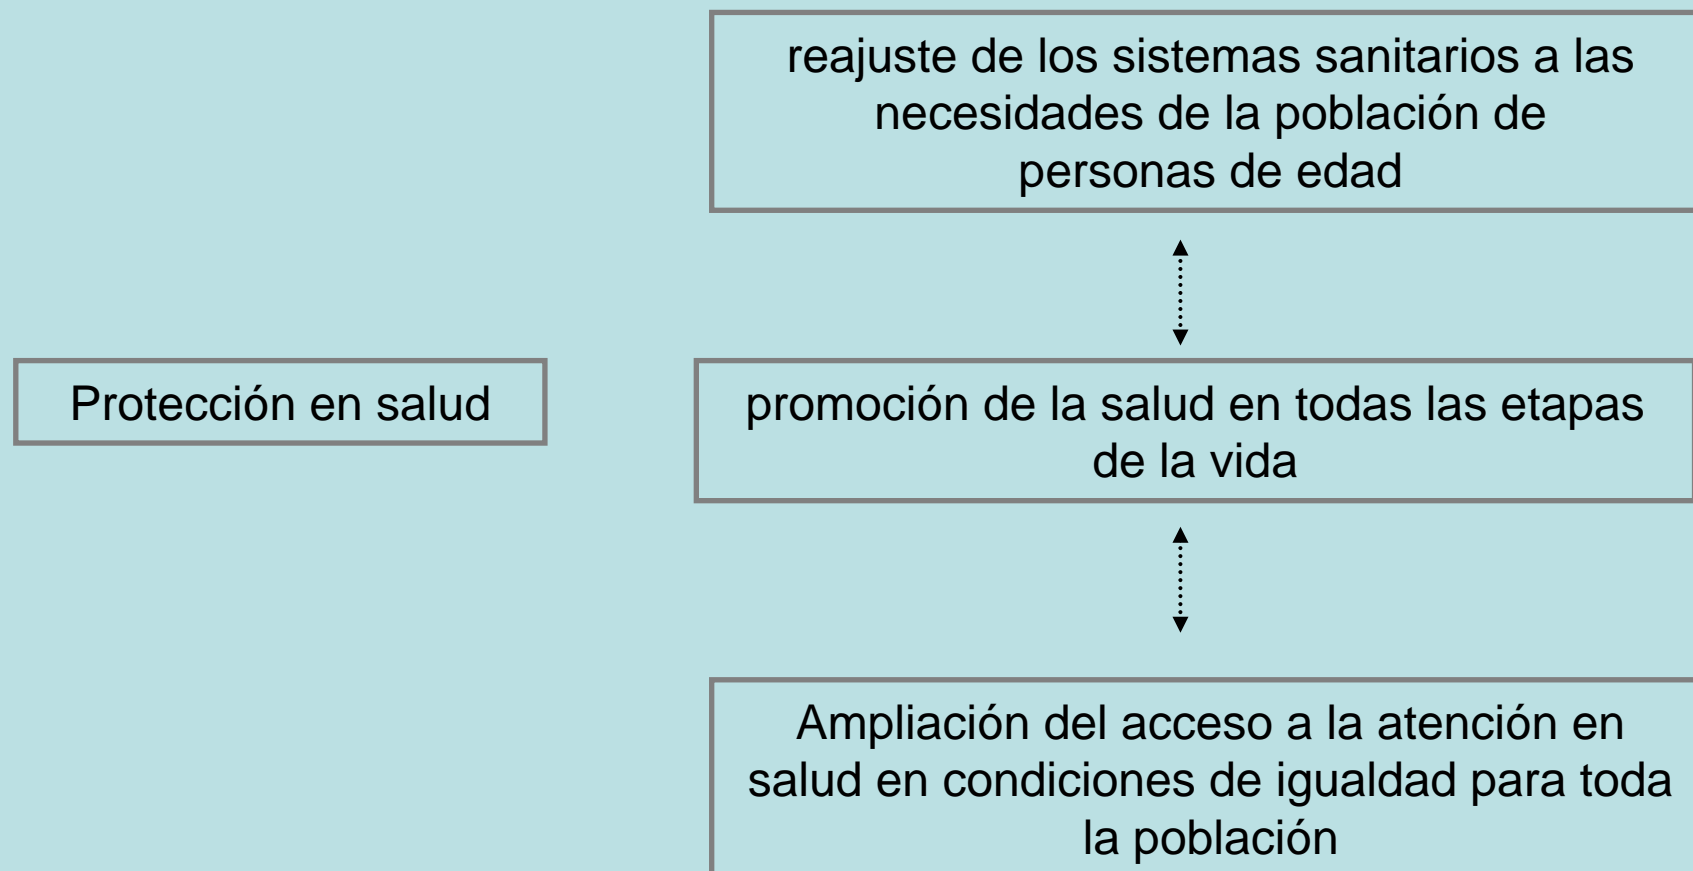 reajuste de los sistemas sanitarios a las
necesidades de la población de
personas de edad
Protección en salud
promoción de la salud en todas las etapas
de la vida
Ampliación del acceso a la atención en
salud en condiciones de igualdad para toda
la población